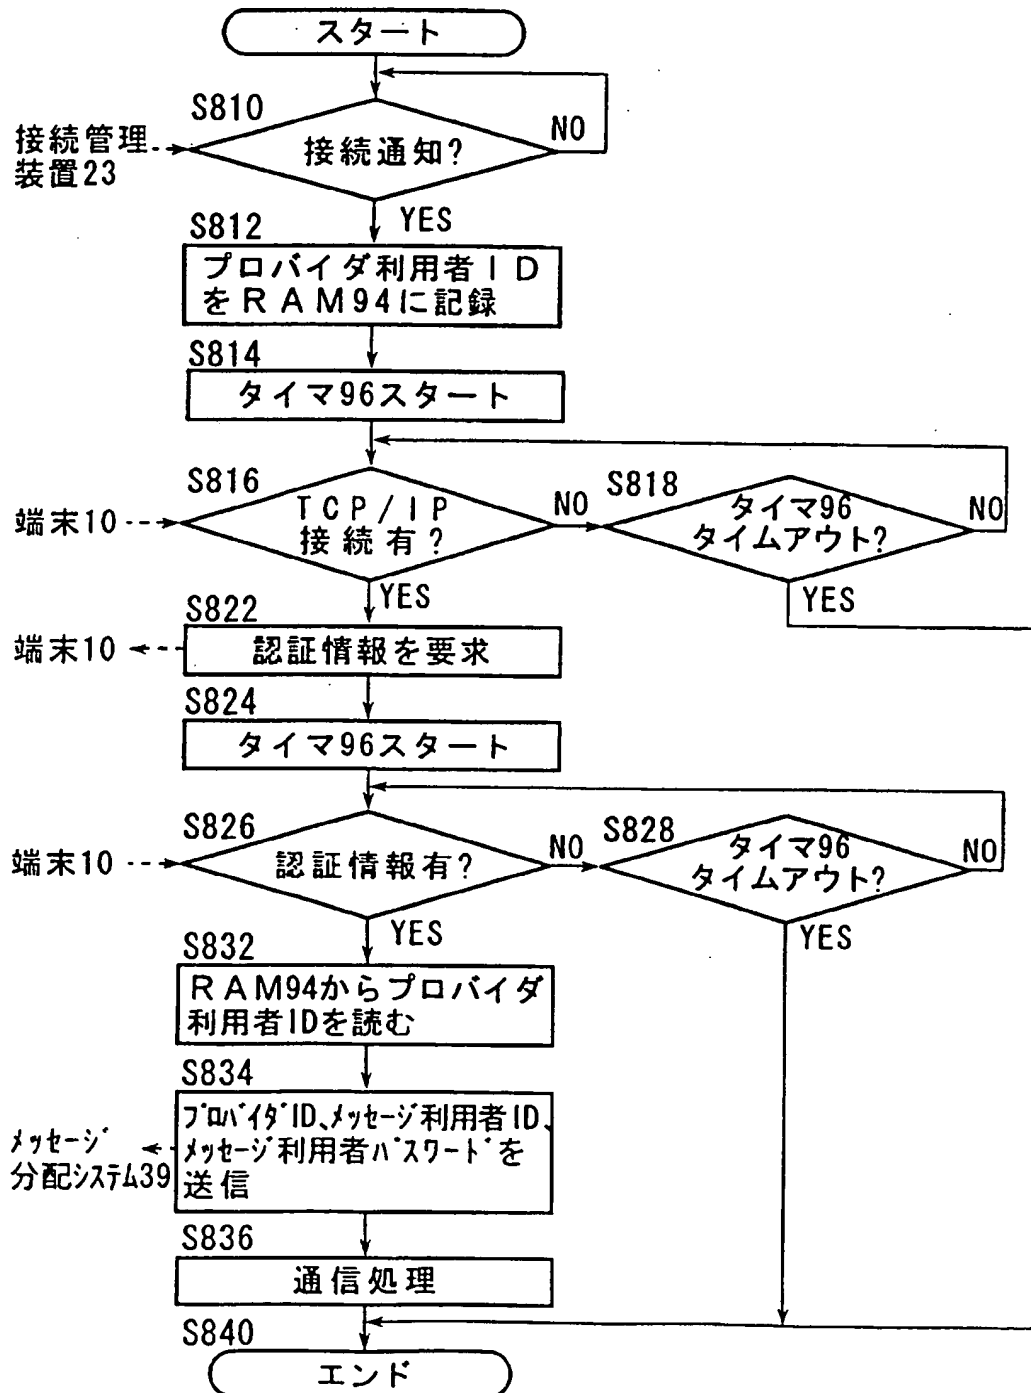 スタート
S810
接続管理
装置23
接続通知?
NO
YES
S812
プロバイダ利用者ID
をRAM94に記録
S814
タイマ96スタート
S816
端末10
TCP/IP
接続有?
NO
S818
タイマ96
タイムアウト?
NO
YES
YES
S822
端末10
認証情報を要求
S824
タイマ96スタート
S826
端末10
認証情報有?
NO
S828
タイマ96
タイムアウト?
NO
YES
YES
S832
RAM94からプロバイダ
利用者IDを読む
S834
メッセージ
分配システム39
プロバイダID、メッセージ利用者ID、
メッセージ利用者パスワードを
送信
S836
通信処理
S840
エンド